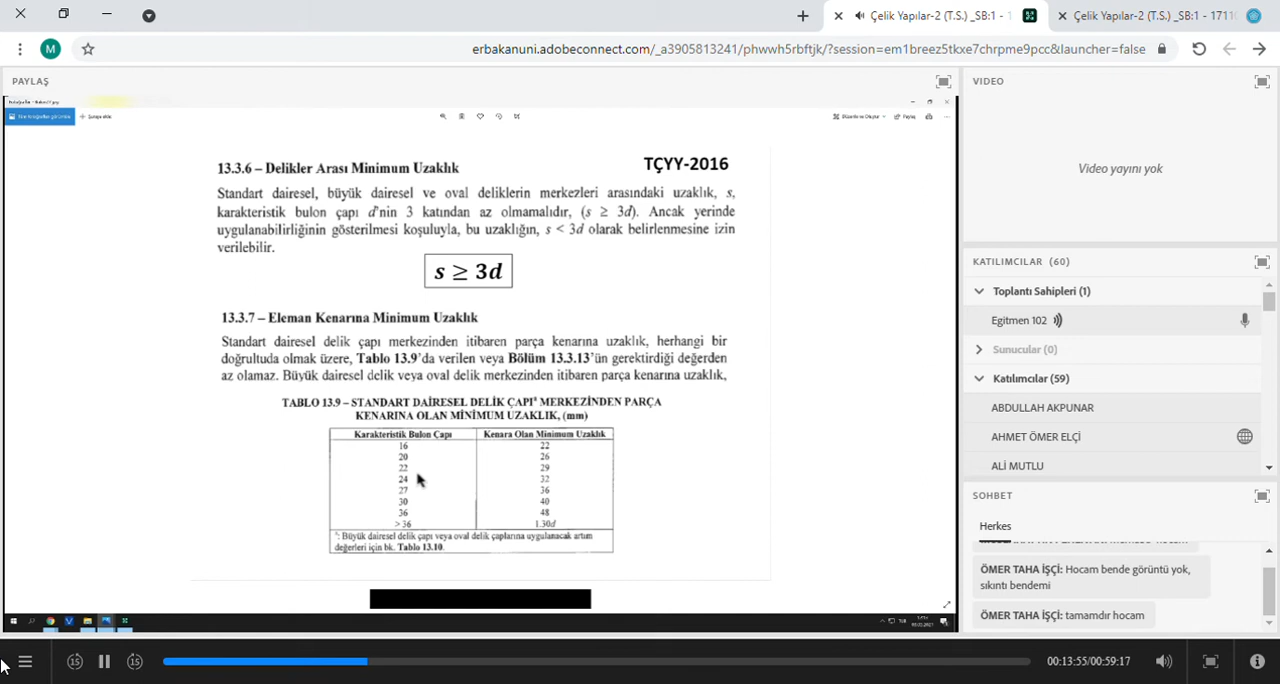 Çelik Yapılar-2 (T.S.) _SB:1 - 1
Çelik Yapılar-2 (T.S.) _SB:1 - 1711
M
erbakanuni.adobeconnect.com/_a3905813241/phwwh5rbftjk/?session=em1breez5tkxe7chrpme9pcc&launcher=false
PAYLAŞ
TÇYY-2016
13.3.6 – Delikler Arası Minimum Uzaklık
Standart dairesel, büyük dairesel ve oval deliklerin merkezleri arasındaki uzaklık, s,
karakteristik bulon çapı d'nin 3 katından az olmamalıdır, (s ≥ 3d). Ancak yerinde
uygulanabilirliğinin gösterilmesi koşuluyla, bu uzaklığın, s < 3d olarak belirlenmesine izin
verilebilir.
s ≥ 3d
13.3.7 – Eleman Kenarına Minimum Uzaklık
Standart dairesel delik çapı merkezinden itibaren parça kenarına uzaklık, herhangi bir
doğrultuda olmak üzere, Tablo 13.9'da verilen veya Bölüm 13.3.13'ün gerektirdiği değerden
az olamaz. Büyük dairesel delik veya oval delik merkezinden itibaren parça kenarına uzaklık,
TABLO 13.9 – STANDART DAİRESEL DELİK ÇAPIª MERKEZİNDEN PARÇA
KENARINA OLAN MİNİMUM UZAKLIK, (mm)
Karakteristik Bulon Çapı Kenara Olan Minimum Uzaklık
16 22
20 26
22 29
24 32
27 36
30 40
36 48
> 36 1.30d
ª: Büyük dairesel delik çapı veya oval delik çaplarına uygulanacak artım
değerleri için bk. Tablo 13.10.
VIDEO
Video yayını yok
KATILIMCILAR (60)
Toplantı Sahipleri (1)
Egitmen 102
Sunucular (0)
Katılımcılar (59)
ABDULLAH AKPUNAR
AHMET ÖMER ELÇİ
ALİ MUTLU
SOHBET
Herkes
ÖMER TAHA İŞÇİ: Hocam bende görüntü yok,
sıkıntı bendemi
ÖMER TAHA İŞÇİ: tamamdır hocam
15
15
00:13:55/00:59:17